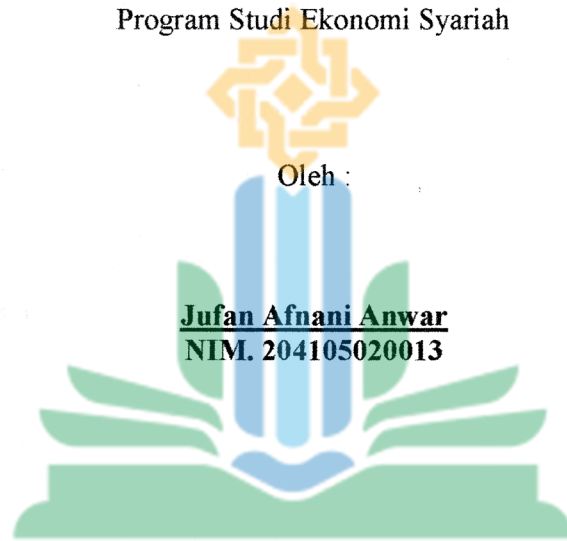 Program Studi Ekonomi Syariah
Oleh :
Jufan Afnani Anwar
NIM. 204105020013